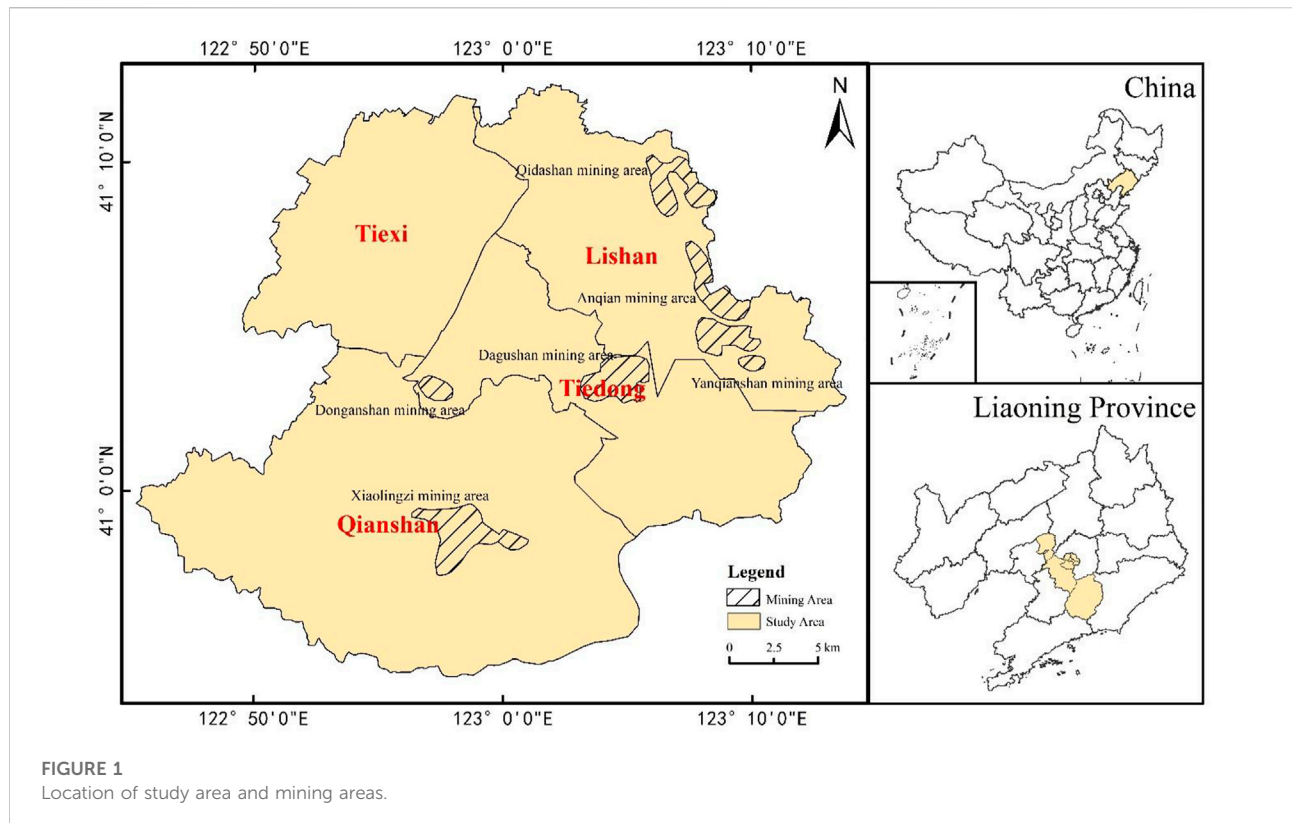 122° 50′0″E
123° 0′0″E
123° 10′0″E
N
41° 10′0″N
41° 0′0″N
Qidashan mining area
Tiexi
Lishan
Anqian mining area
Dagushan mining area
Tiedong
Yanqianshan mining area
Donganshan mining area
Xiaolingzi mining area
Qianshan
Legend
Mining Area
Study Area
0 2.5 5 km
122° 50′0″E
123° 0′0″E
123° 10′0″E
China
Liaoning Province
FIGURE 1
Location of study area and mining areas.